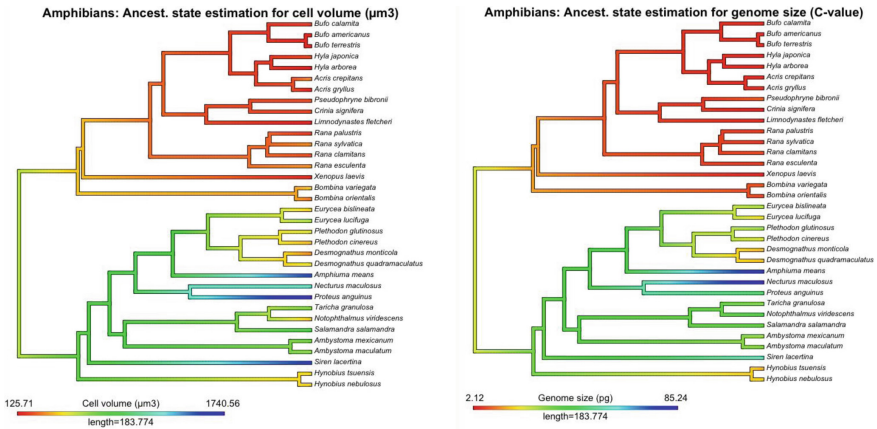 Amphibians: Ancest. state estimation for cell volume (µm3)
Bufo calamita
Bufo americanus
Bufo terrestris
Hyla japonica
Hyla arborea
Acris crepitans
Acris gryllus
Pseudophryne bibronii
Crinia signifera
Limnodynastes fletcheri
Rana palustris
Rana sylvatica
Rana clamitans
Rana esculenta
Xenopus laevis
Bombina variegata
Bombina orientalis
Eurycea bislineata
Eurycea lucifuga
Plethodon glutinosus
Plethodon cinereus
Desmognathus monticola
Desmognathus quadramaculatus
Amphiuma means
Necturus maculosus
Proteus anguinus
Taricha granulosa
Notophthalmus viridescens
Salamandra salamandra
Ambystoma mexicanum
Ambystoma maculatum
Siren lacertina
Hynobius tsuensis
Hynobius nebulosus
125.71 Cell volume (µm3) 1740.56
length=183.774
Amphibians: Ancest. state estimation for genome size (C-value)
Bufo calamita
Bufo americanus
Bufo terrestris
Hyla japonica
Hyla arborea
Acris crepitans
Acris gryllus
Pseudophryne bibronii
Crinia signifera
Limnodynastes fletcheri
Rana palustris
Rana sylvatica
Rana clamitans
Rana esculenta
Xenopus laevis
Bombina variegata
Bombina orientalis
Eurycea bislineata
Eurycea lucifuga
Plethodon glutinosus
Plethodon cinereus
Desmognathus monticola
Desmognathus quadramaculatus
Amphiuma means
Necturus maculosus
Proteus anguinus
Taricha granulosa
Notophthalmus viridescens
Salamandra salamandra
Ambystoma mexicanum
Ambystoma maculatum
Siren lacertina
Hynobius tsuensis
Hynobius nebulosus
2.12 Genome size (pg) 85.24
length=183.774